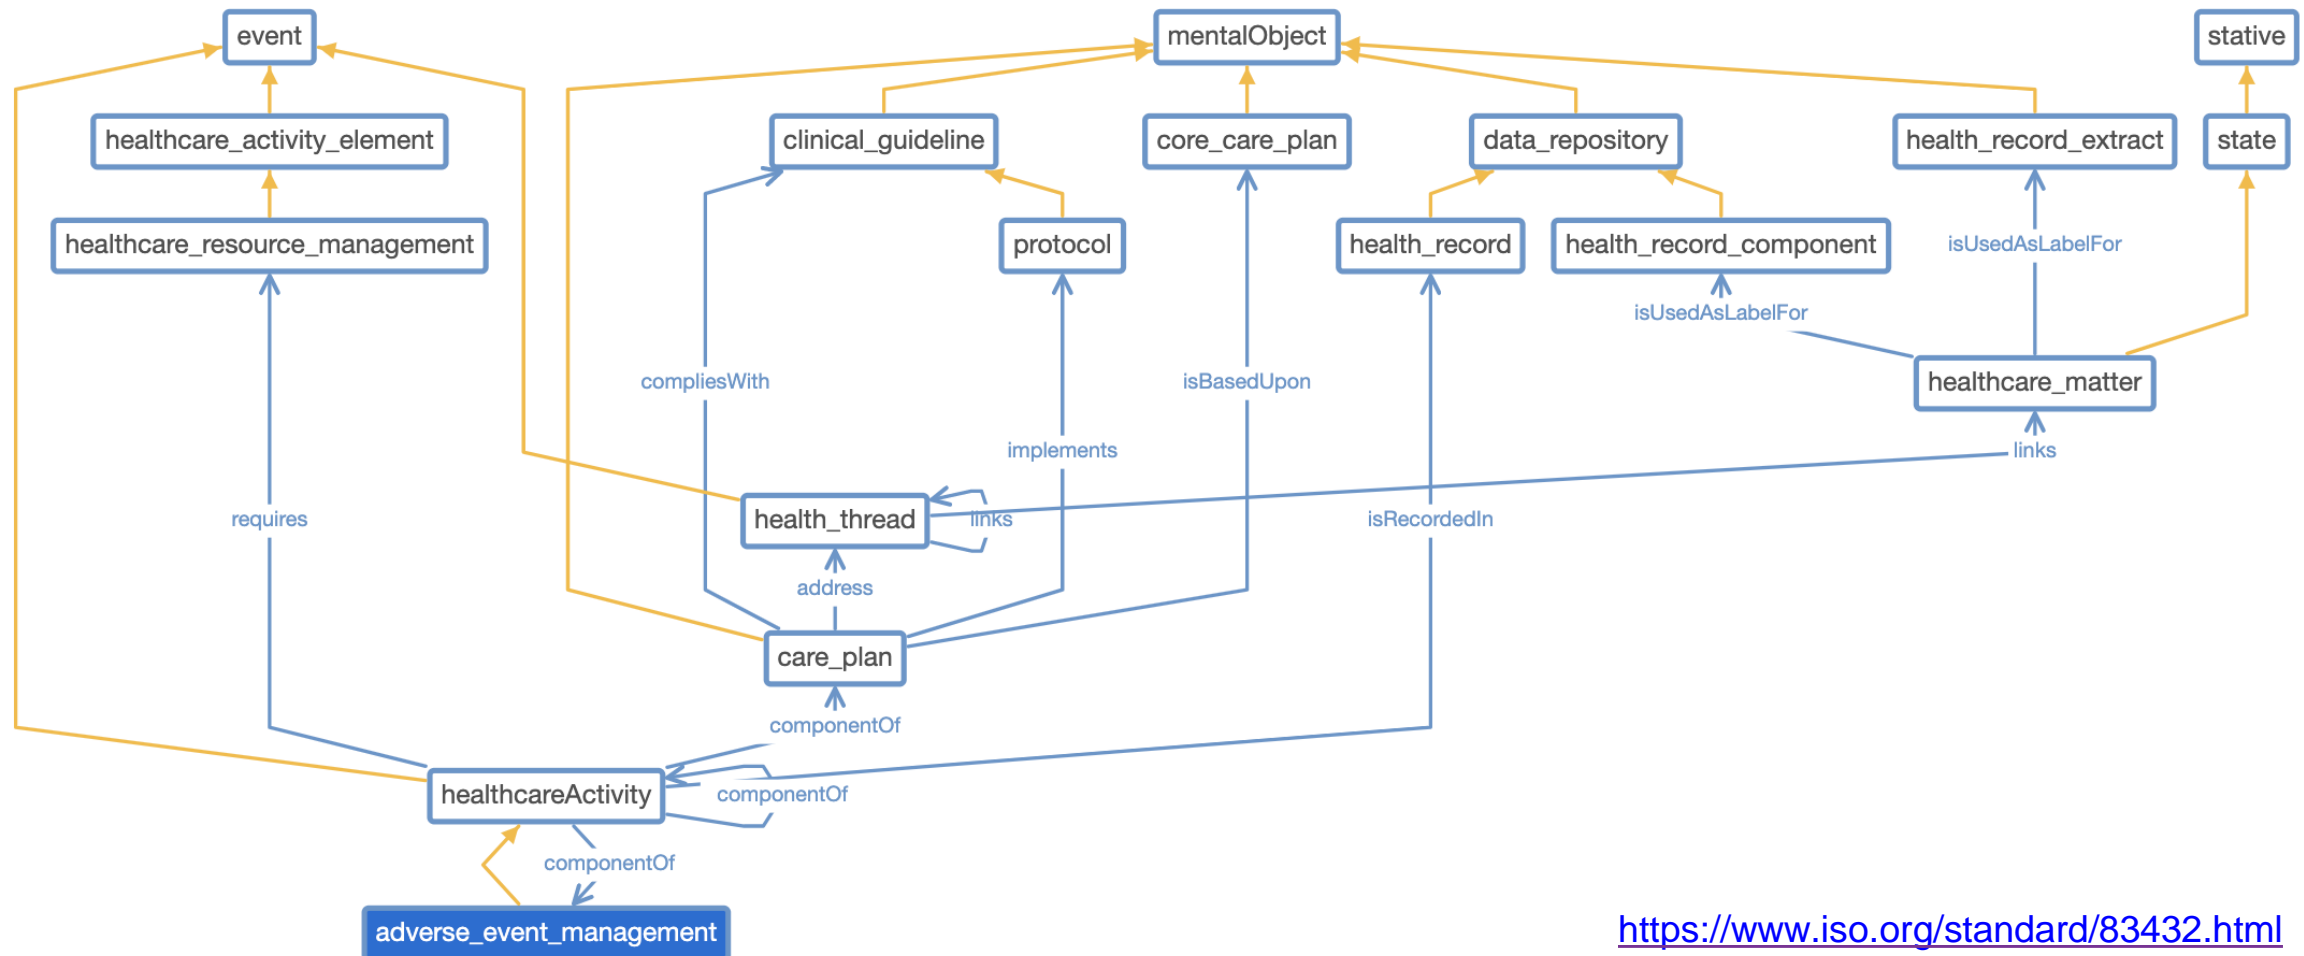 event
mentalObject
stative
healthcare_activity_element
clinical_guideline
core_care_plan
data_repository
health_record_extract
state
healthcare_resource_management
protocol
health_record
health_record_component
isUsedAsLabelFor
isUsedAsLabelFor
compliesWith
isBasedUpon
healthcare_matter
implements
links
requires
health_thread
links
isRecordedIn
address
care_plan
componentOf
healthcareActivity
componentOf
componentOf
adverse_event_management
https://www.iso.org/standard/83432.html